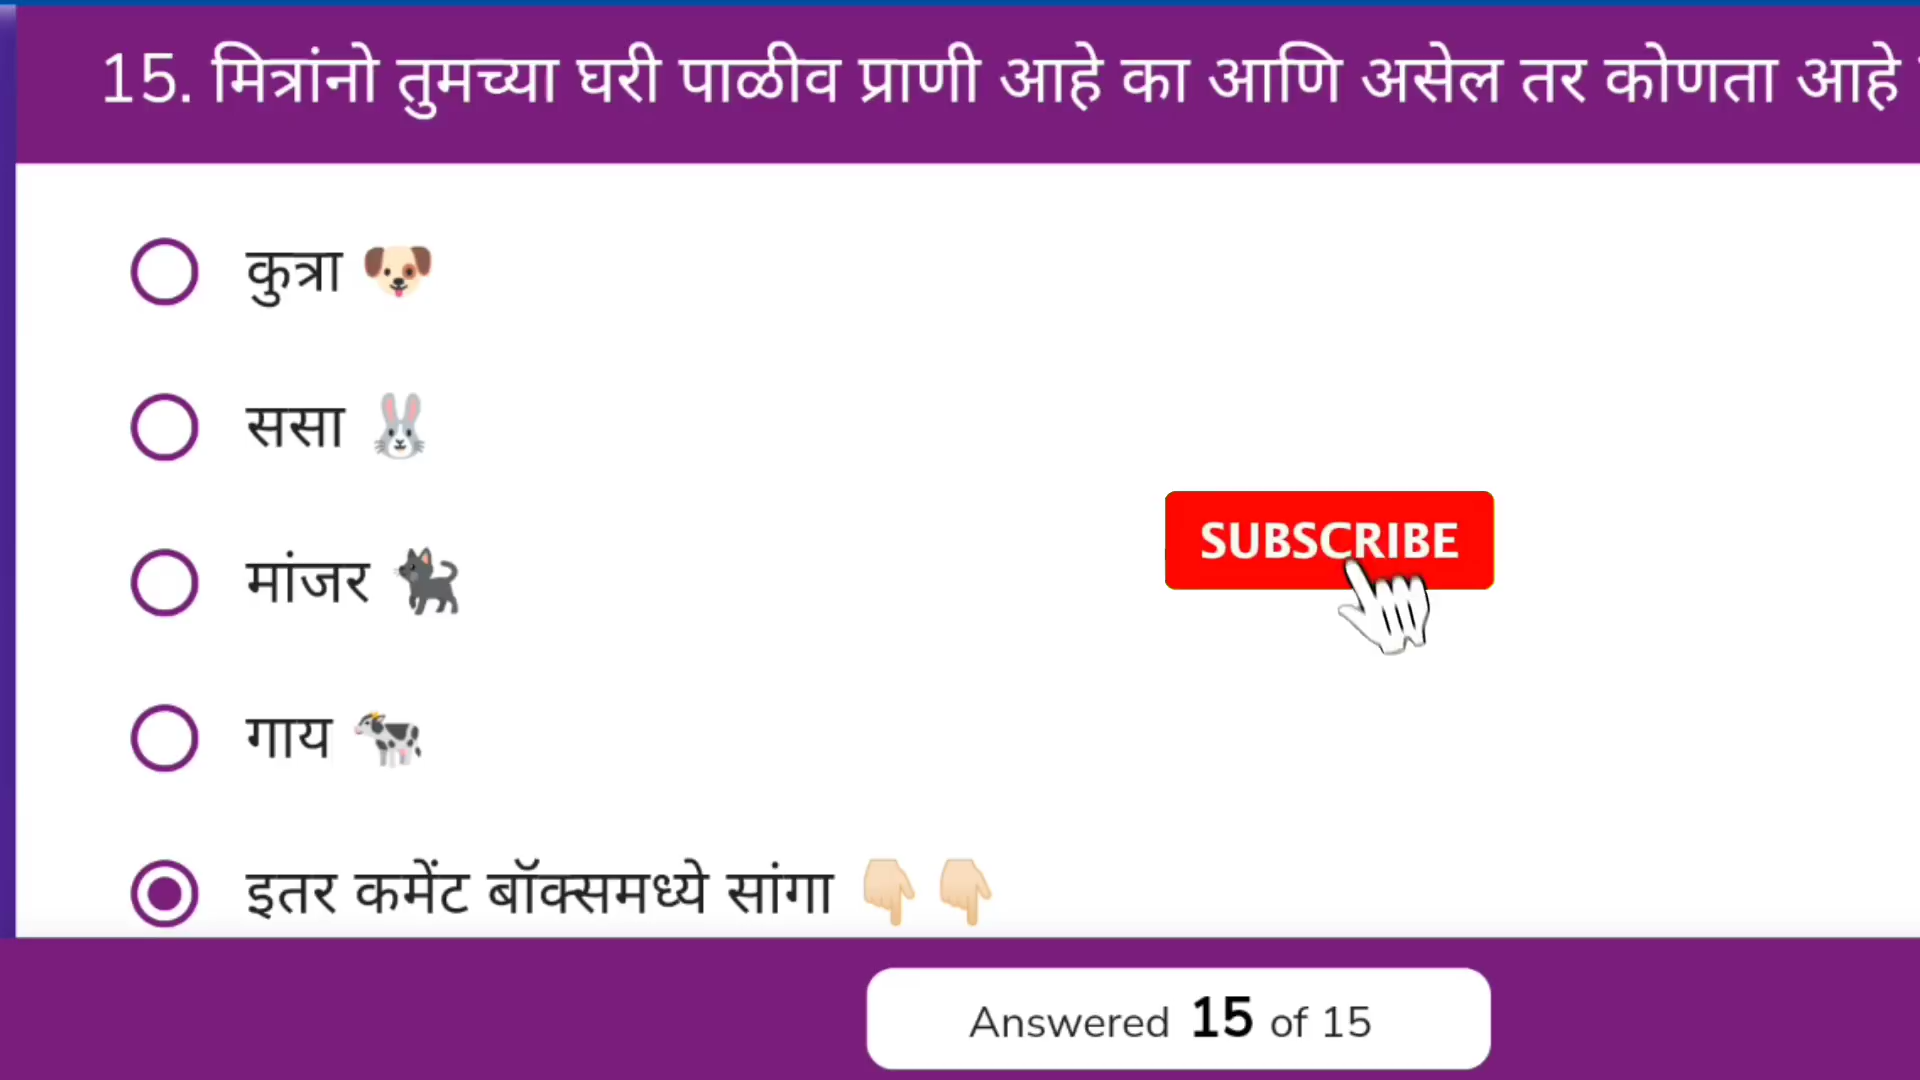 15. मित्रांनो तुमच्या घरी पाळीव प्राणी आहे का आणि असेल तर कोणता आहे
कुत्रा 🐶
ससा 🐰
मांजर 🐈‍⬛
गाय 🐄
इतर कमेंट बॉक्समध्ये सांगा 👇🏻 👇🏻
SUBSCRIBE
Answered 15 of 15